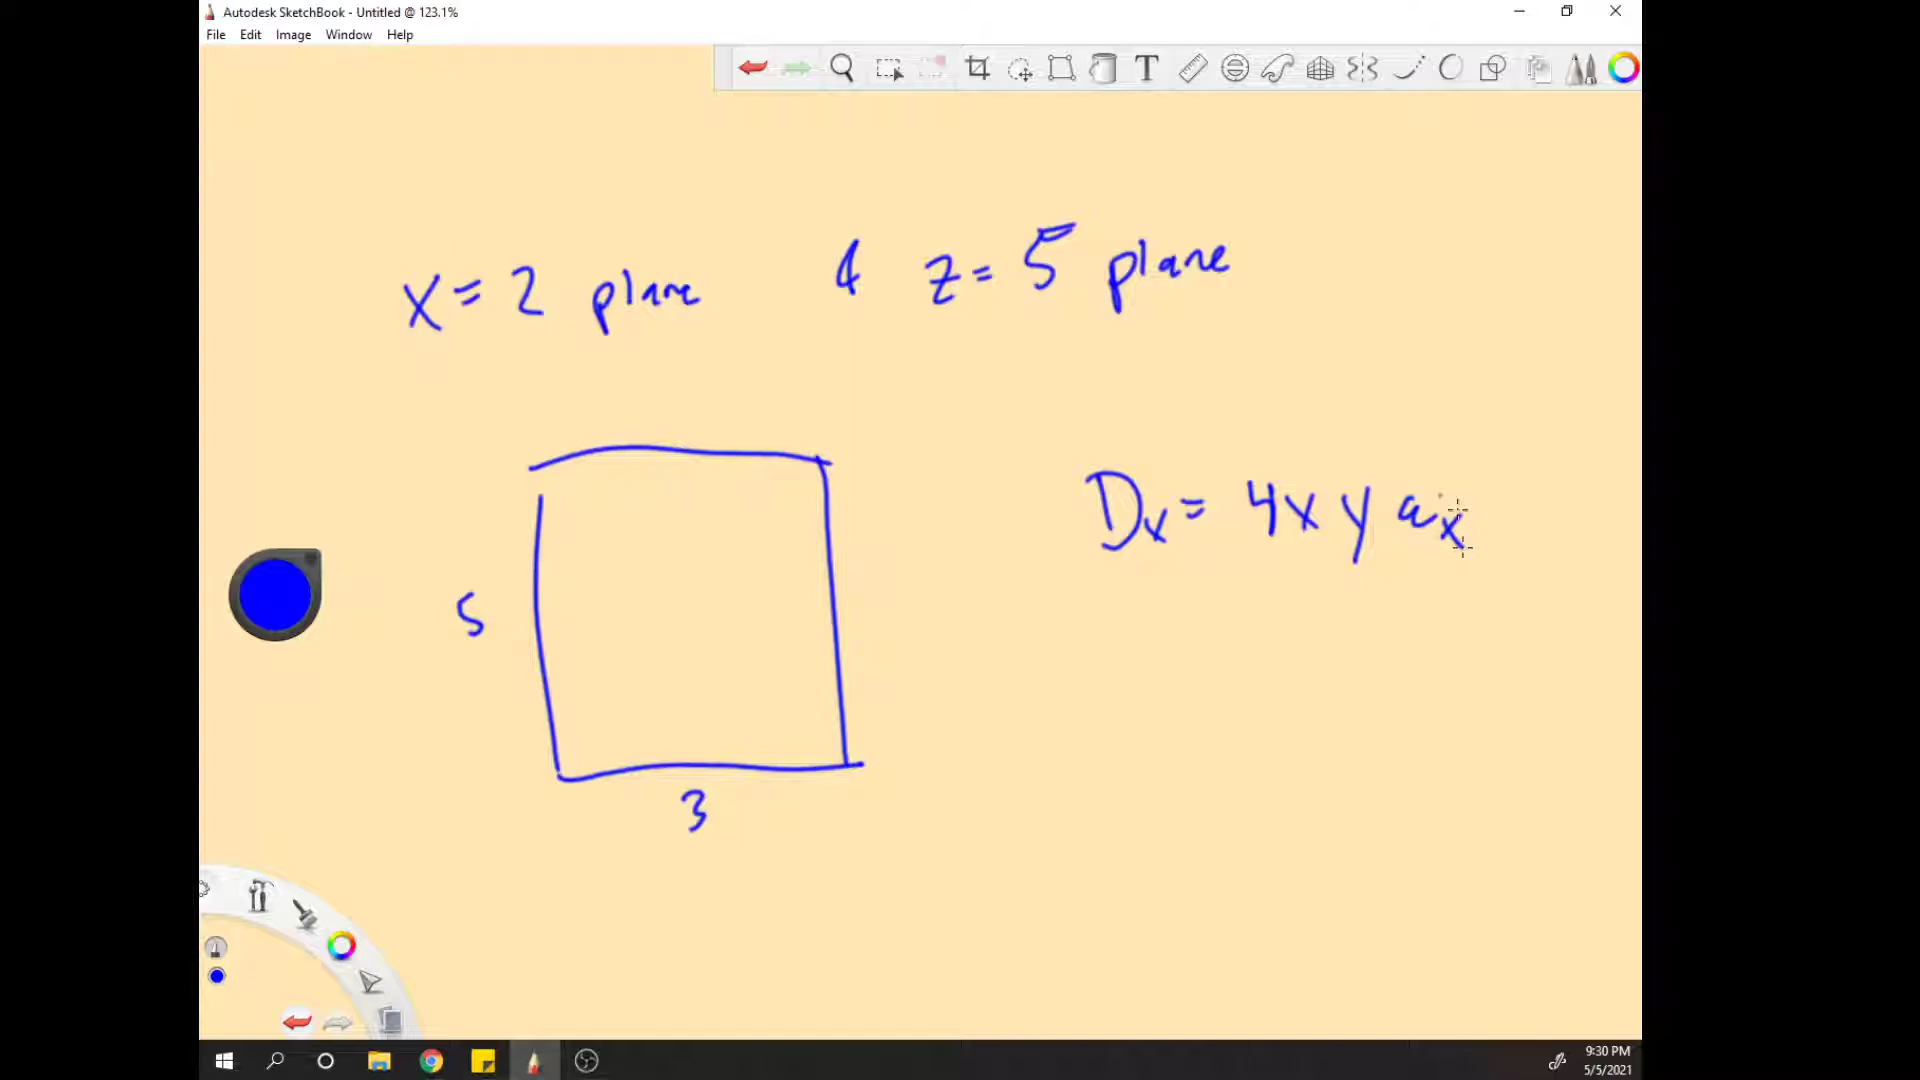 Autodesk SketchBook - Untitled @ 123.1%
File Edit Image Window Help
T
x = 2 plane & z = 5 plane
Dx = 4xy ax
5
3
9:30 PM
5/5/2021